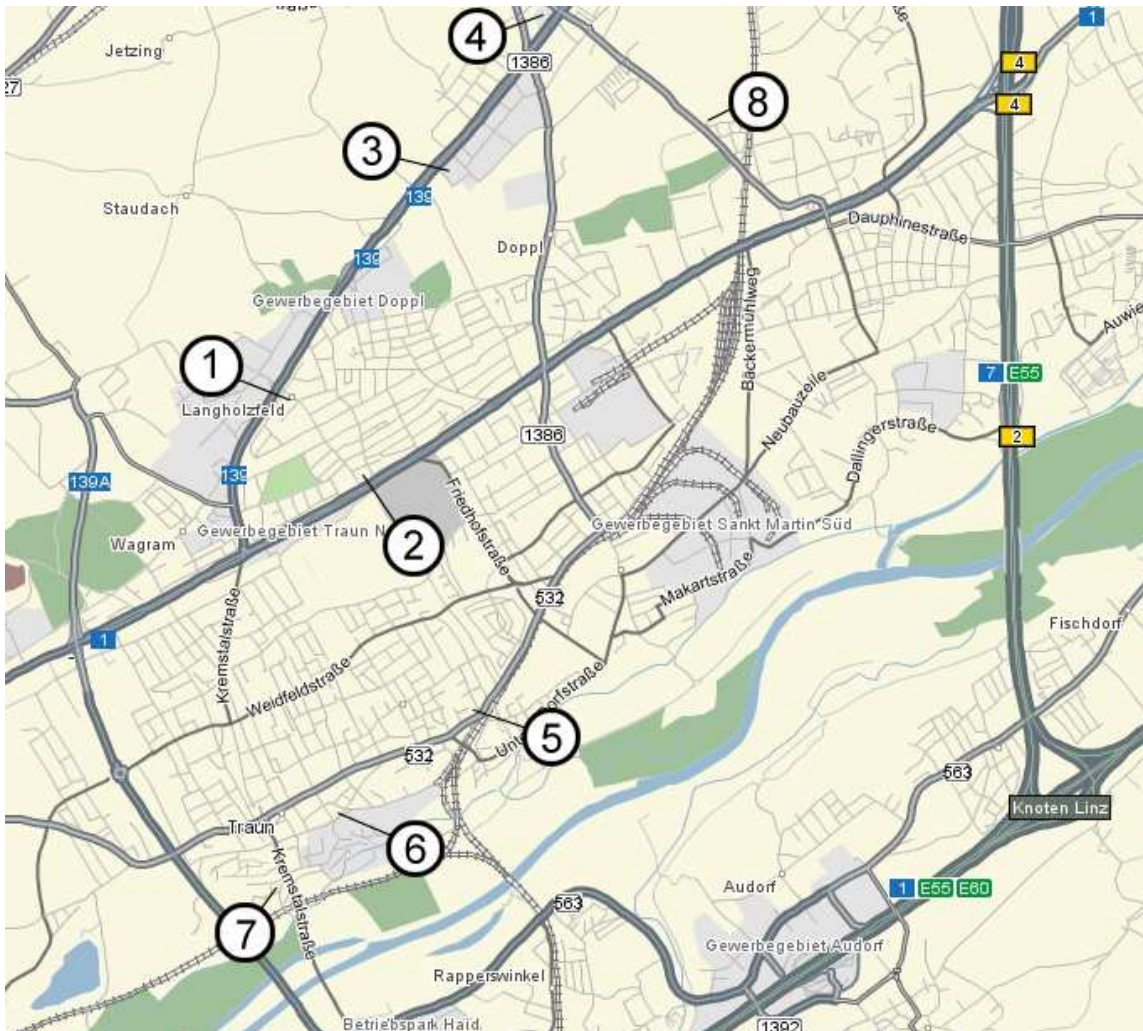 1
4
Jetzing
1386
4
27
4
8
3
139
Staudach
Dauphinestraße
Doppl
139
Gewerbegebiet Doppl
Bäckermühlweg
1
7 E55
Langholzfeld
Neubauzeile
Dallingerstraße
1386
2
139
139A
Friedhofstraße
Gewerbegebiet Sankt Martin Süd
Gewerbegebiet Traun N
Wagram
2
Makartstraße
532
Kremstalstraße
Fischdorf
1
Weidfeldstraße
5
532
563
Knoten Linz
Traun
6
Kremstalstraße
Audorf
1 E55 E60
563
7
Gewerbegebiet Audorf
Rapperswinkel
Betriebspark Haid
1392